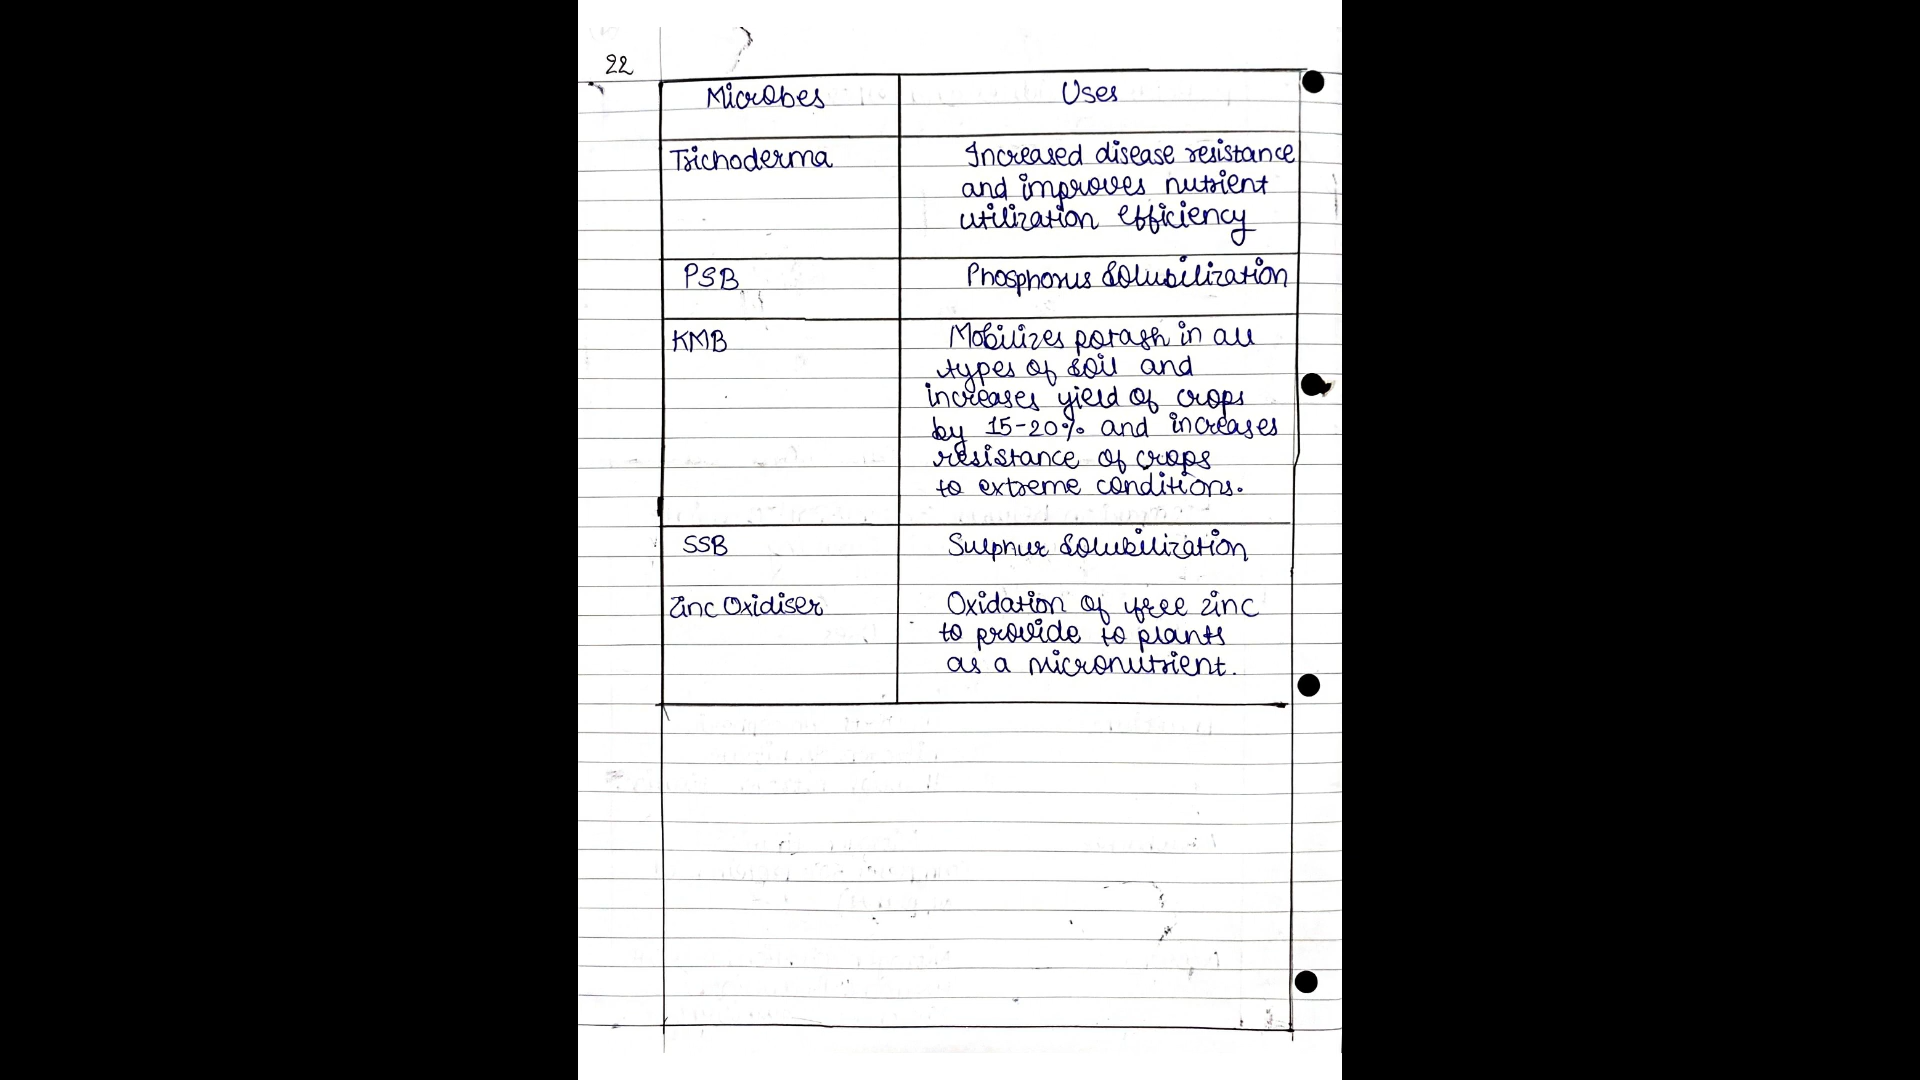 22
Microbes Uses
Trichoderma Increased disease resistance
and improves nutrient
utilization efficiency
PSB Phosphorus Solubilization
KMB Mobilizes potash in all
types of soil and
increases yield of crops
by 15-20% and increases
resistance of crops
to extreme conditions.
SSB Sulphur Solubilization
Zinc Oxidiser Oxidation of free zinc
to provide to plants
as a micronutrient.